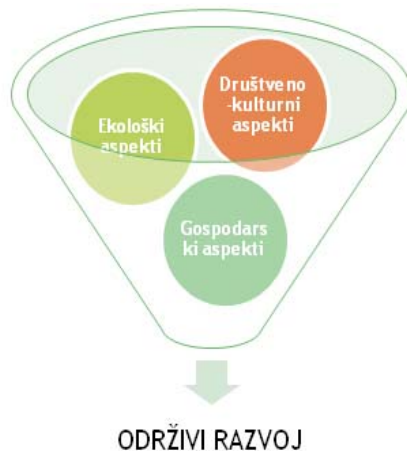 Društveno
-kulturni
aspekti
Ekološki
aspekti
Gospodars
ki aspekti
ODRŽIVI RAZVOJ